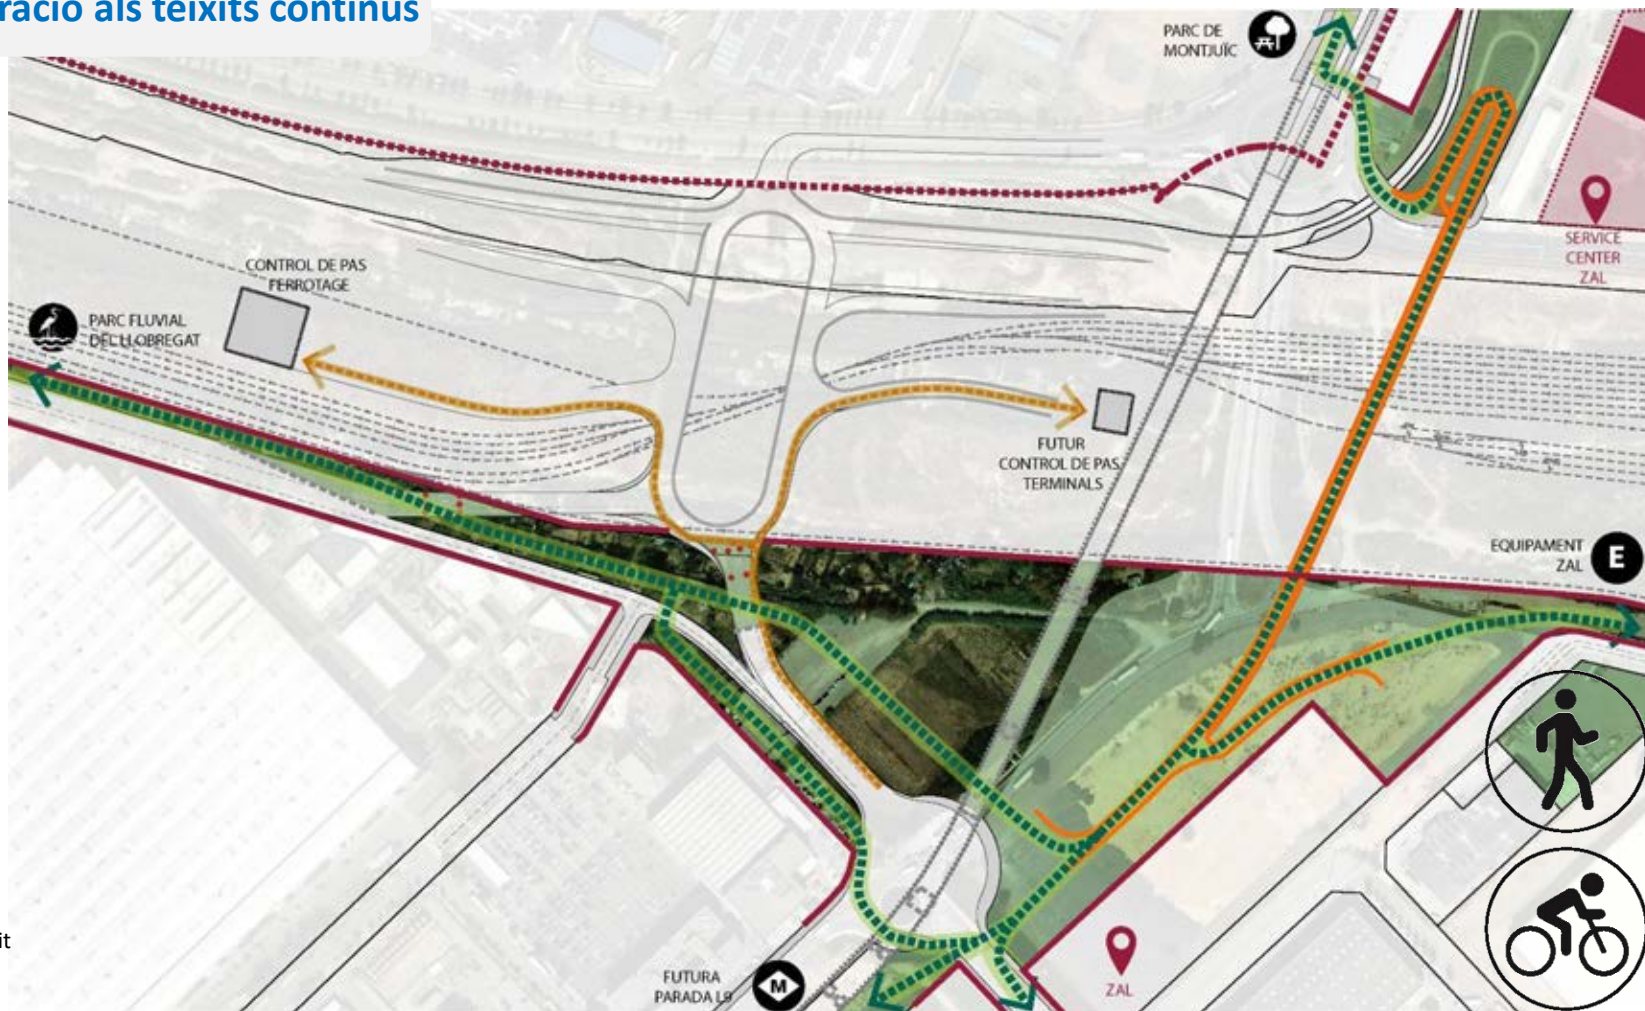 ració als teixits continus
PARC DE
MONTJUÏC
SERVICE
CENTER
ZAL
CONTROL DE PAS
FERROTAGE
PARC FLUVIAL
DEL LLOBREGAT
FUTUR
CONTROL DE PAS
TERMINALS
EQUIPAMENT
ZAL
E
it
FUTURA
PARADA L9
M
ZAL